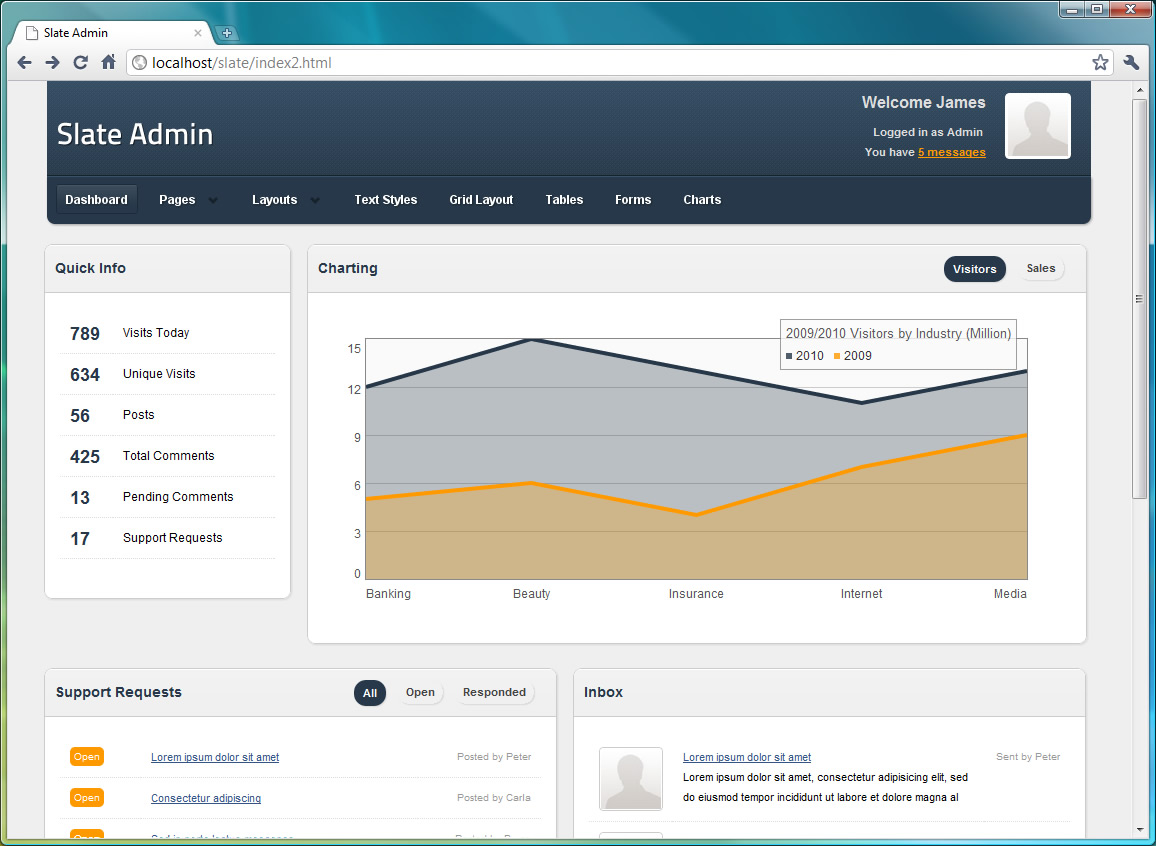 Slate Admin
localhost/slate/index2.html
Slate Admin
Welcome James
Logged in as Admin
You have 5 messages
Dashboard Pages Layouts Text Styles Grid Layout Tables Forms Charts
Quick Info
789 Visits Today
634 Unique Visits
56 Posts
425 Total Comments
13 Pending Comments
17 Support Requests
Charting
Visitors Sales
2009/2010 Visitors by Industry (Million)
2010 2009
15
12
9
6
3
0
Banking Beauty Insurance Internet Media
Support Requests
All Open Responded
Open Lorem ipsum dolor sit amet Posted by Peter
Open Consectetur adipiscing Posted by Carla
Open
Inbox
Lorem ipsum dolor sit amet Sent by Peter
Lorem ipsum dolor sit amet, consectetur adipisicing elit, sed
do eiusmod tempor incididunt ut labore et dolore magna al